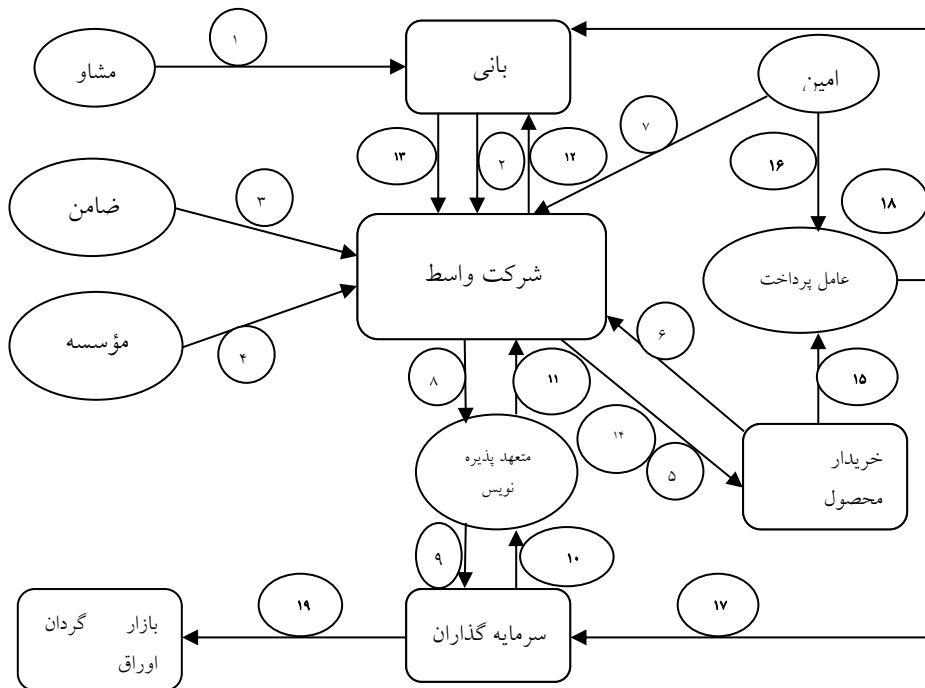 ۱
بانی
امین
مشاو
۷
۱۳
۲
۱۲
۱۶
۱۸
ضامن
۳
شرکت واسط
عامل پرداخت
۶
مؤسسه
۴
۸
۱۱
۱۵
۱۴
۵
متعهد پذیره
نویس
خریدار
محصول
۹
۱۰
۱۹
۱۷
بازار گردان
اوراق
سرمایه گذاران